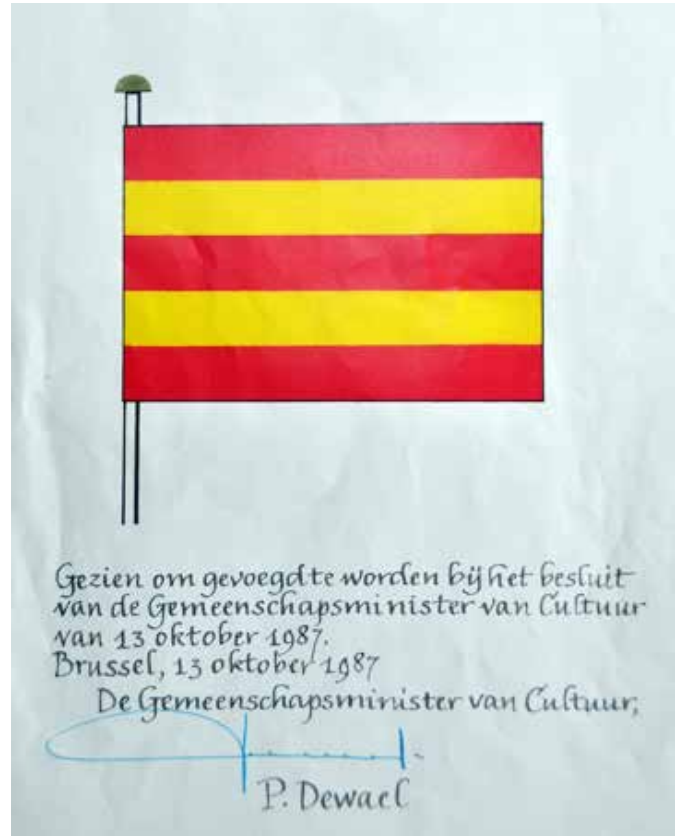 Gezien om gevoegd te worden bij het besluit
van de Gemeenschapsminister van Cultuur
van 13 oktober 1987.
Brussel, 13 oktober 1987
De Gemeenschapsminister van Cultuur,
P. Dewael